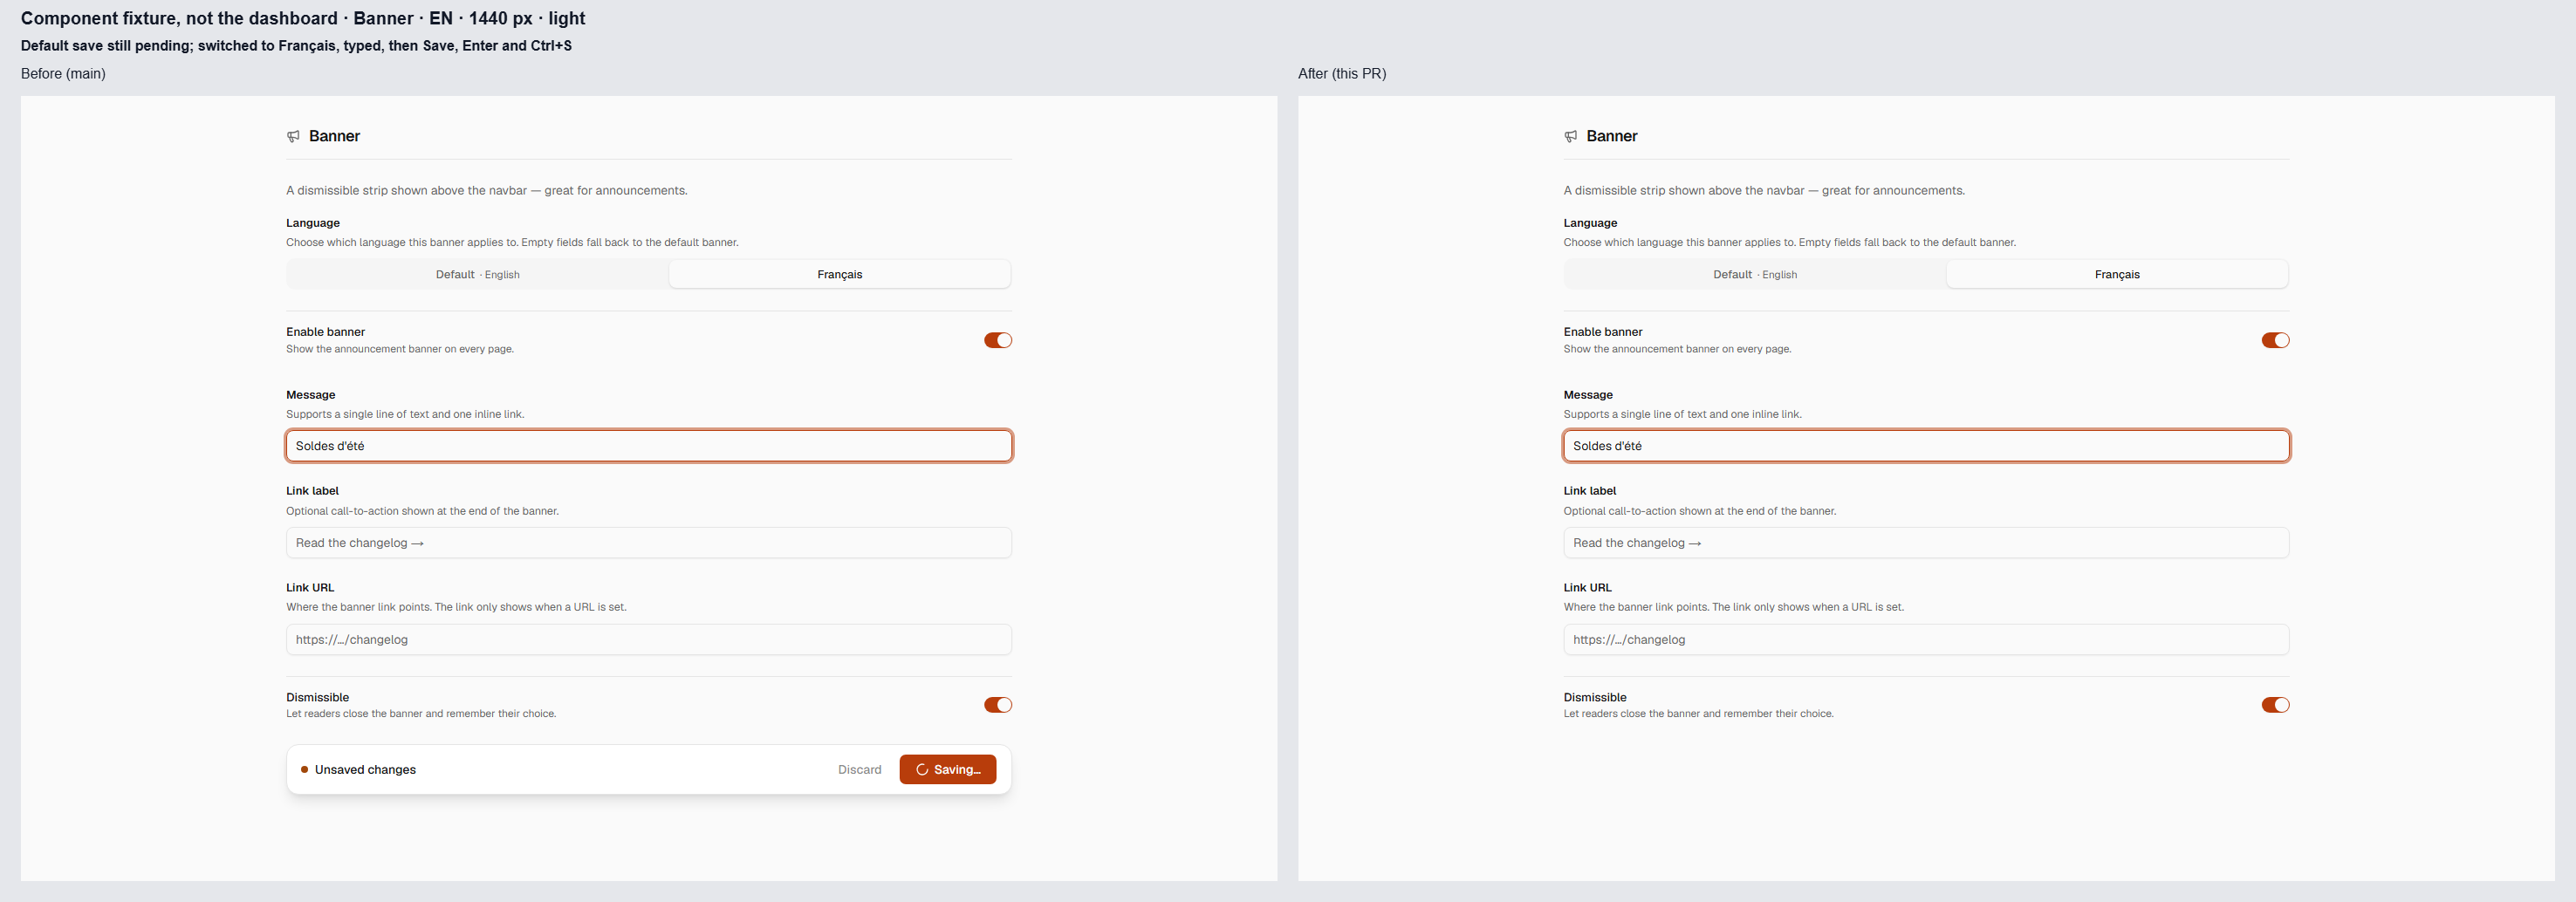 Component fixture, not the dashboard · Banner · EN · 1440 px · light
Default save still pending; switched to Français, typed, then Save, Enter and Ctrl+S
Before (main)
Banner
A dismissible strip shown above the navbar — great for announcements.
Language
Choose which language this banner applies to. Empty fields fall back to the default banner.
Default · English
Français
Enable banner
Show the announcement banner on every page.
Message
Supports a single line of text and one inline link.
Soldes d'été
Link label
Optional call-to-action shown at the end of the banner.
Read the changelog →
Link URL
Where the banner link points. The link only shows when a URL is set.
https://…/changelog
Dismissible
Let readers close the banner and remember their choice.
Unsaved changes
Discard
Saving…
After (this PR)
Banner
A dismissible strip shown above the navbar — great for announcements.
Language
Choose which language this banner applies to. Empty fields fall back to the default banner.
Default · English
Français
Enable banner
Show the announcement banner on every page.
Message
Supports a single line of text and one inline link.
Soldes d'été
Link label
Optional call-to-action shown at the end of the banner.
Read the changelog →
Link URL
Where the banner link points. The link only shows when a URL is set.
https://…/changelog
Dismissible
Let readers close the banner and remember their choice.